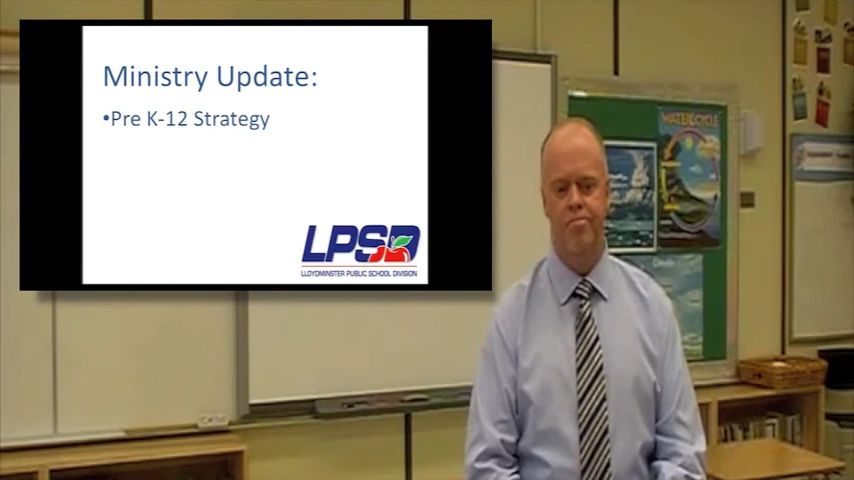 Ministry Update:
•Pre K-12 Strategy
LPSD
LLOYDMINSTER PUBLIC SCHOOL DIVISION
WATER CYCLE